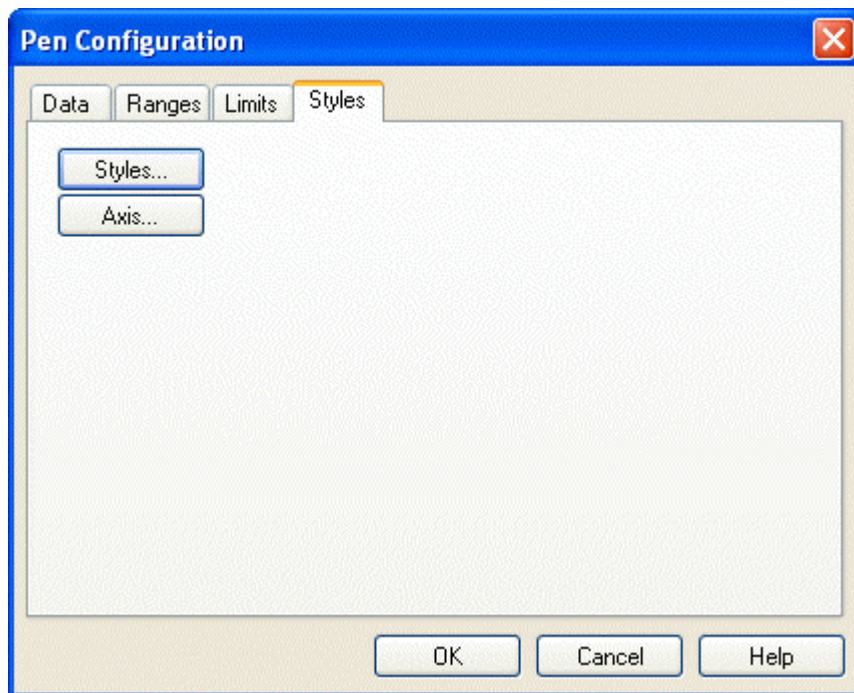 Pen Configuration
Data Ranges Limits Styles
Styles...
Axis...
OK Cancel Help